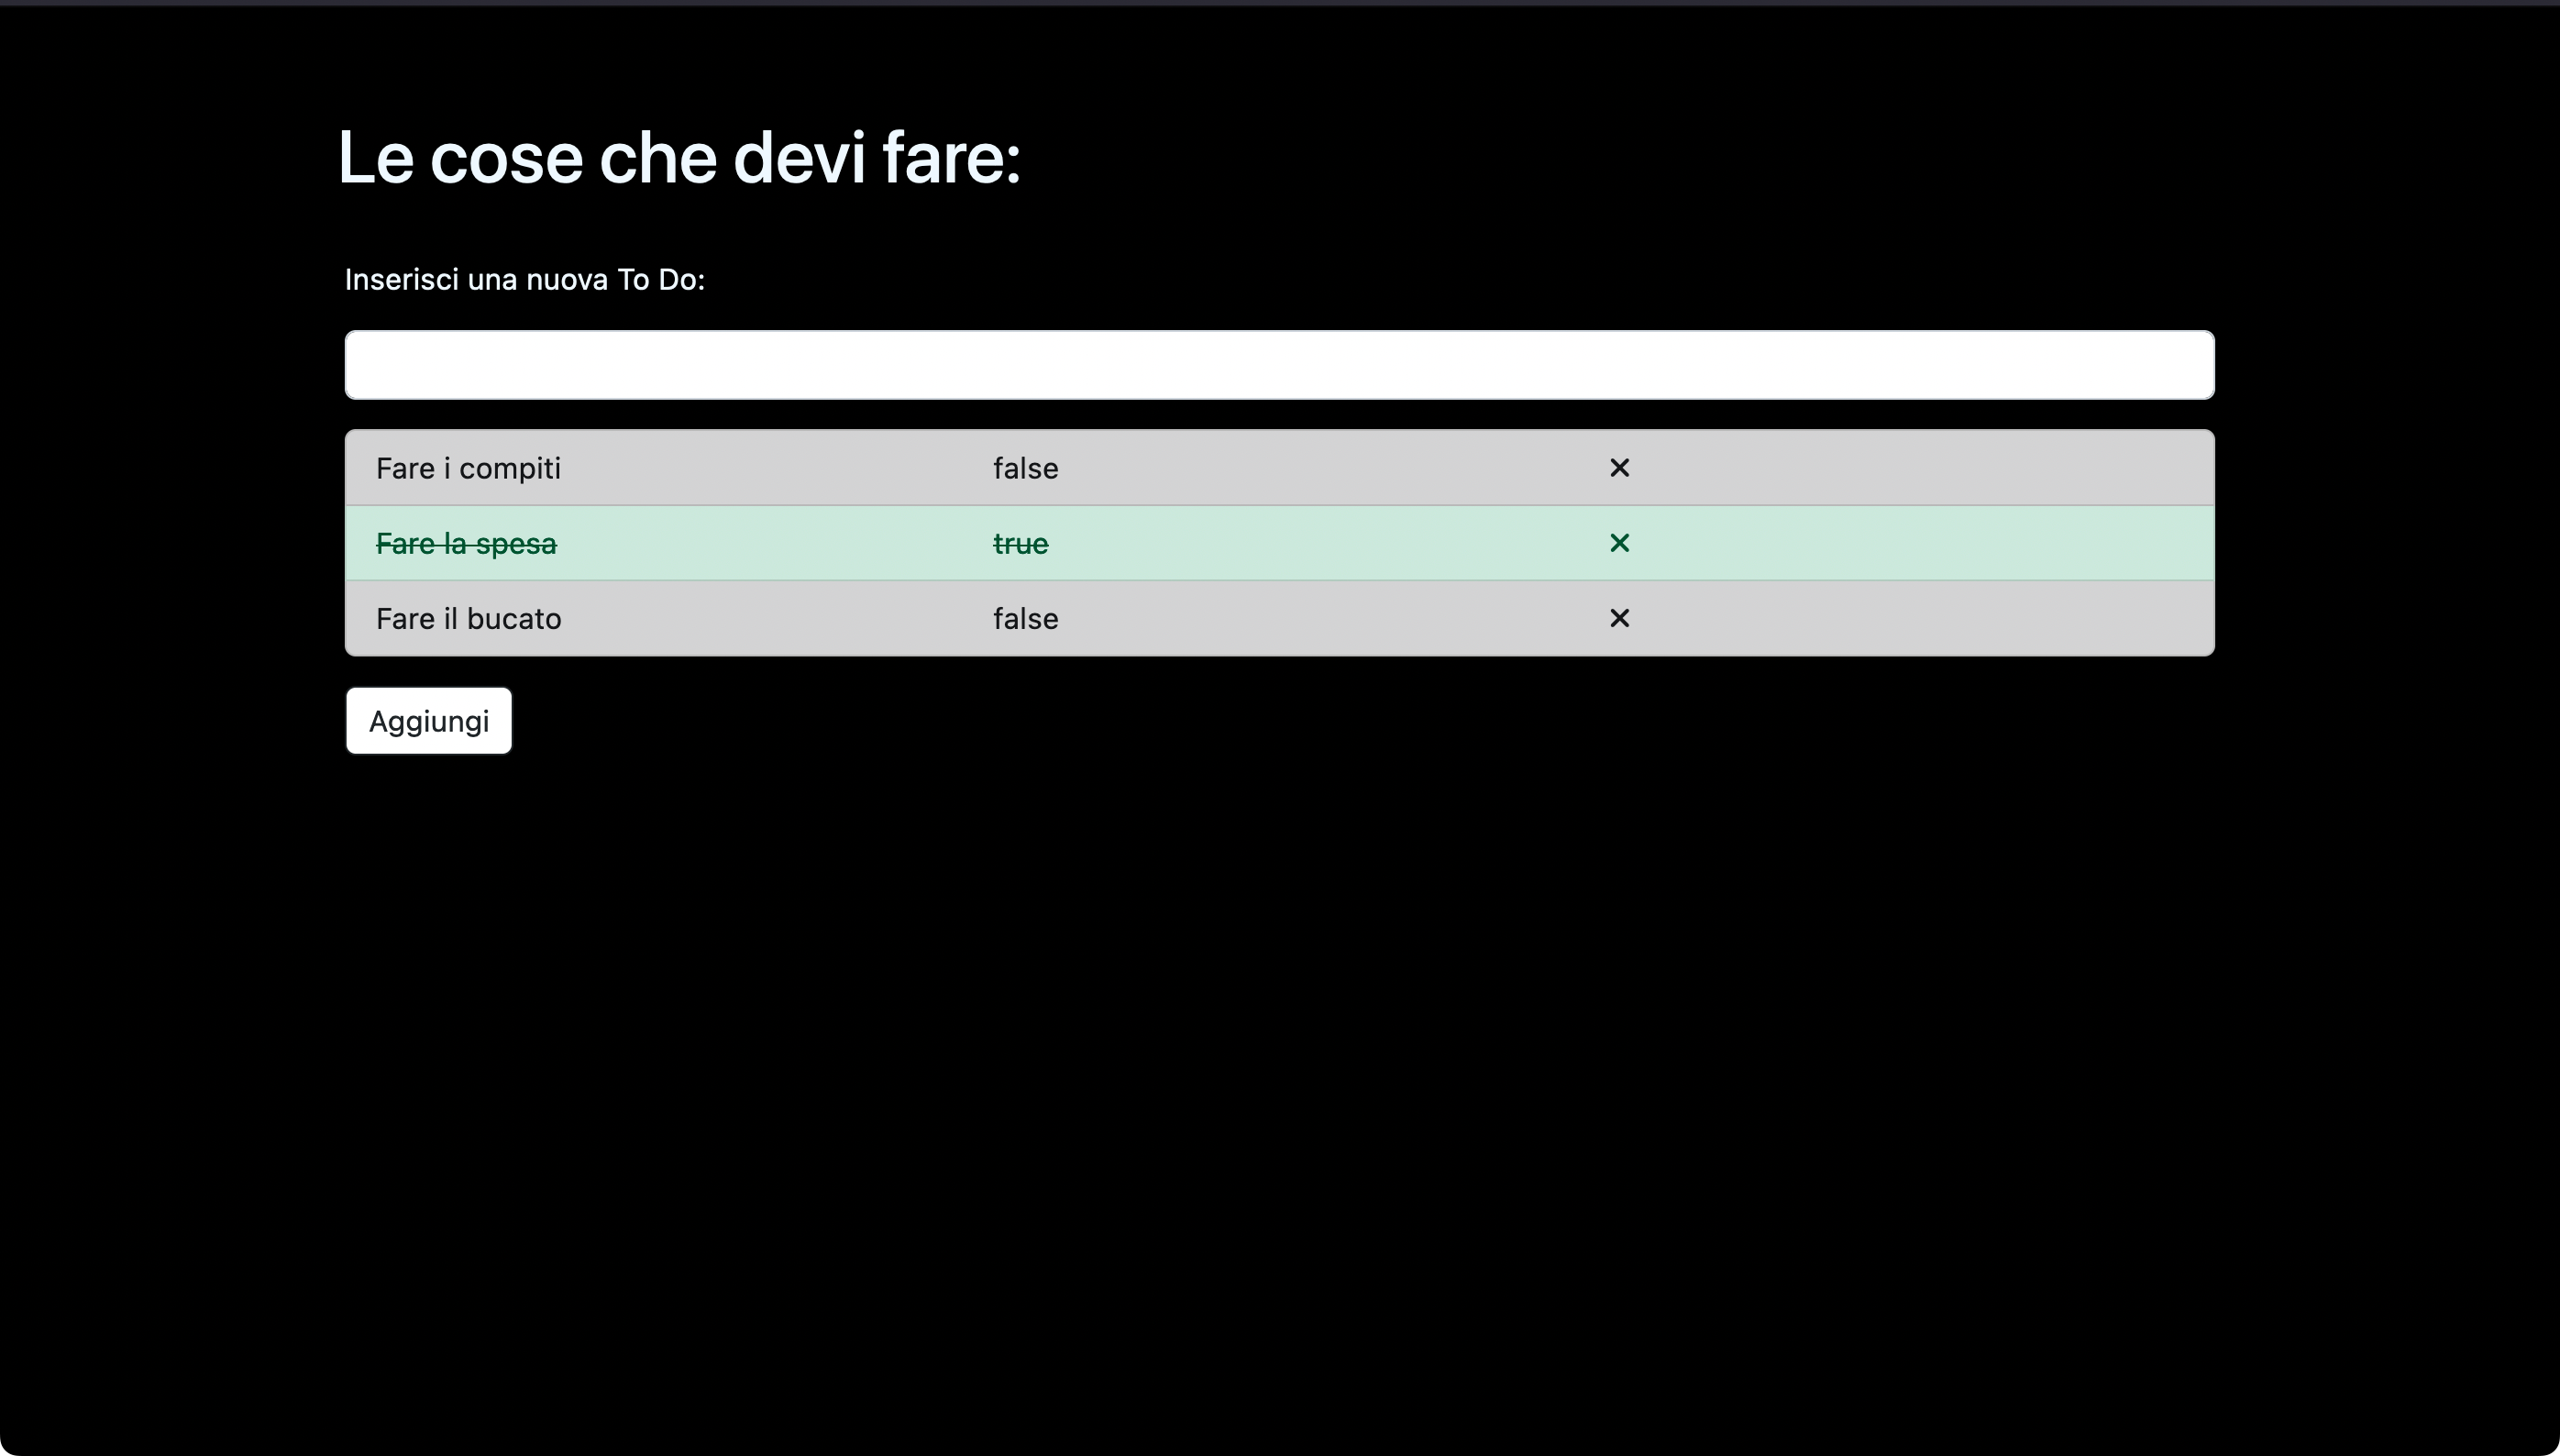 Le cose che devi fare:
Inserisci una nuova To Do:
Fare i compiti false
Fare la spesa true
Fare il bucato false
Aggiungi